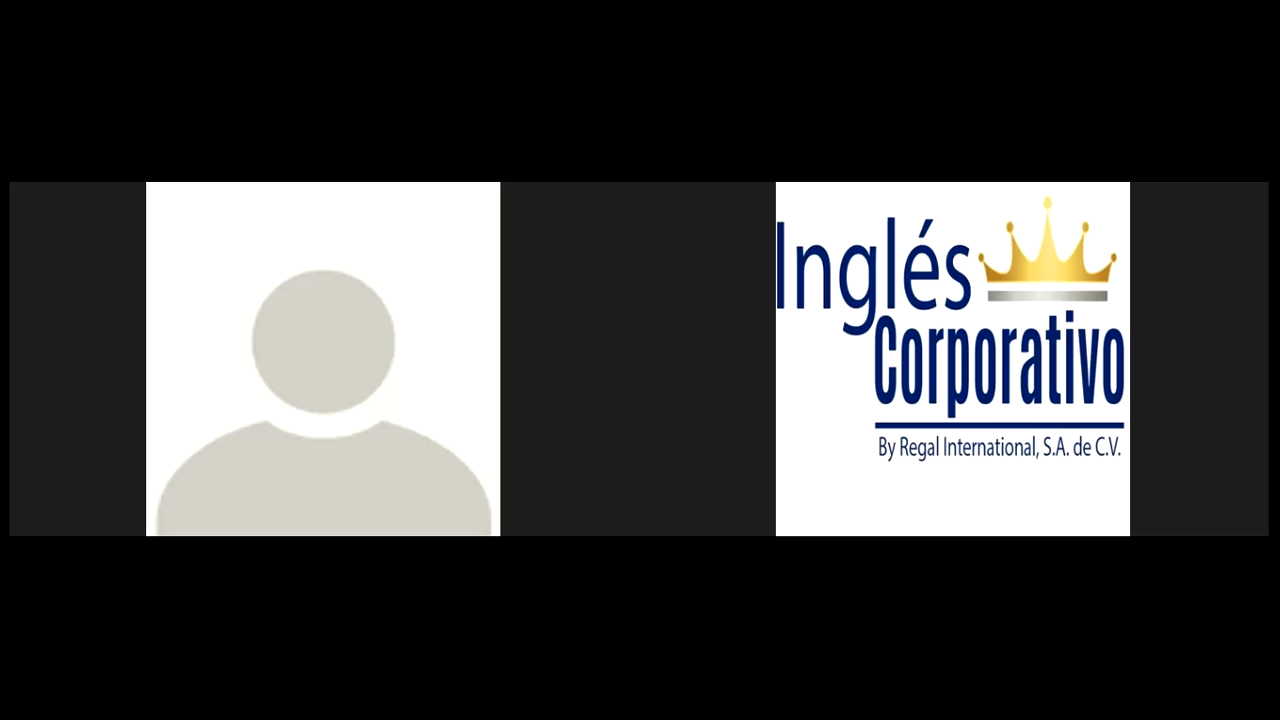 Inglés
Corporativo
By Regal International, S.A. de C.V.